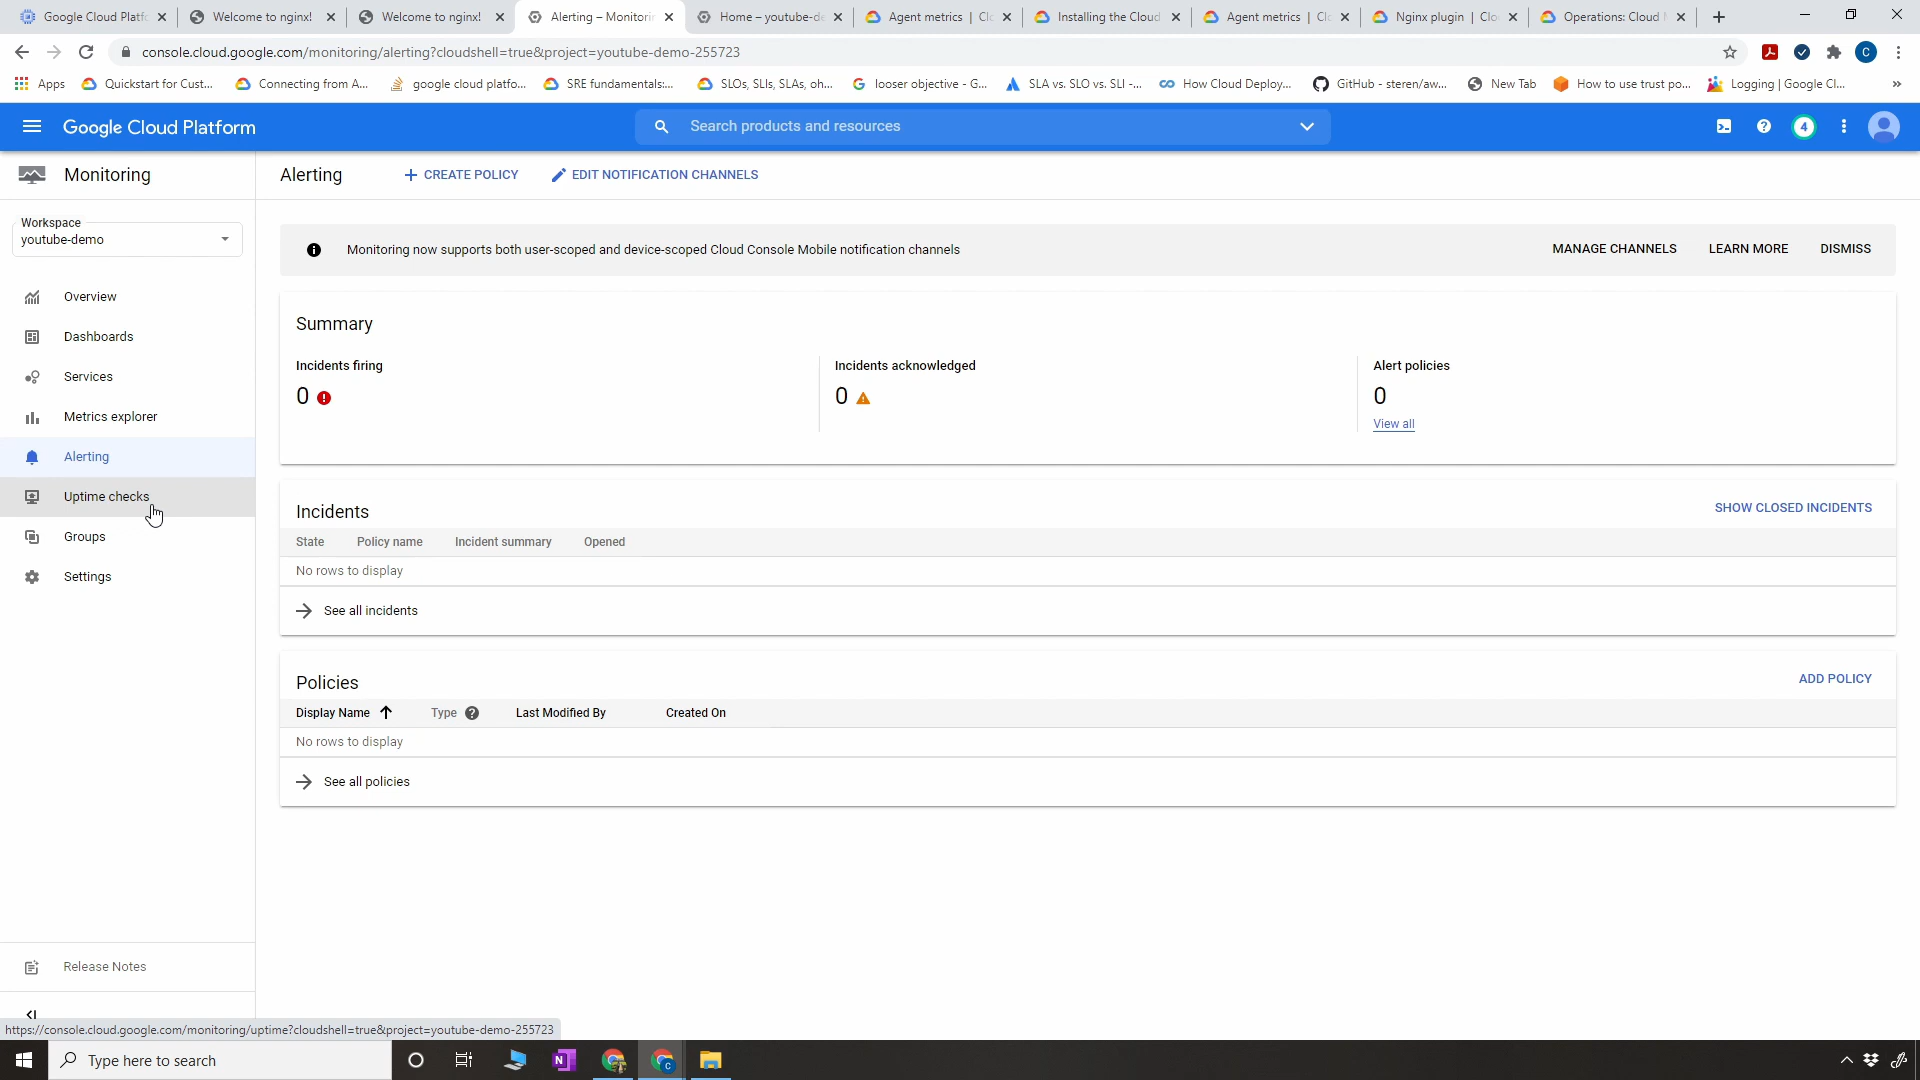 Google Cloud Platf
Welcome to nginx!
Welcome to nginx!
Alerting – Monitorin
Home – youtube-de
Agent metrics | Clo
Installing the Cloud
Agent metrics | Clo
Nginx plugin | Clou
Operations: Cloud M
console.cloud.google.com/monitoring/alerting?cloudshell=true&project=youtube-demo-255723
C
Apps
Quickstart for Cust...
Connecting from A...
google cloud platfo...
SRE fundamentals:...
SLOs, SLIs, SLAs, oh...
looser objective - G...
SLA vs. SLO vs. SLI -...
How Cloud Deploy...
GitHub - steren/aw...
New Tab
How to use trust po...
Logging | Google Cl...
»
Google Cloud Platform
Search products and resources
4
Monitoring
Alerting
CREATE POLICY
EDIT NOTIFICATION CHANNELS
Workspace
youtube-demo
Monitoring now supports both user-scoped and device-scoped Cloud Console Mobile notification channels
MANAGE CHANNELS
LEARN MORE
DISMISS
Overview
Dashboards
Services
Metrics explorer
Alerting
Uptime checks
Groups
Settings
Summary
Incidents firing
0
Incidents acknowledged
0
Alert policies
0
View all
Incidents
SHOW CLOSED INCIDENTS
State Policy name Incident summary Opened
No rows to display
See all incidents
Policies
ADD POLICY
Display Name Type Last Modified By Created On
No rows to display
See all policies
Release Notes
https://console.cloud.google.com/monitoring/uptime?cloudshell=true&project=youtube-demo-255723
Type here to search